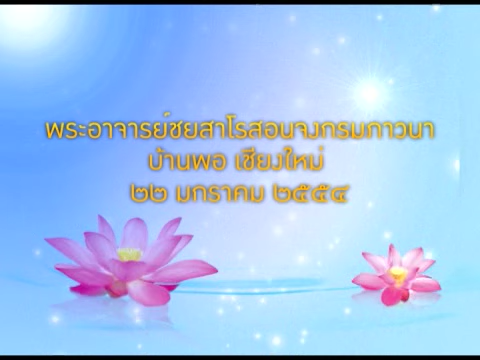 พระอาจารย์ชยสาโรสอนจงกรมภาวนา
บ้านพอ เชียงใหม่
๒๒ มกราคม ๒๕๕๔